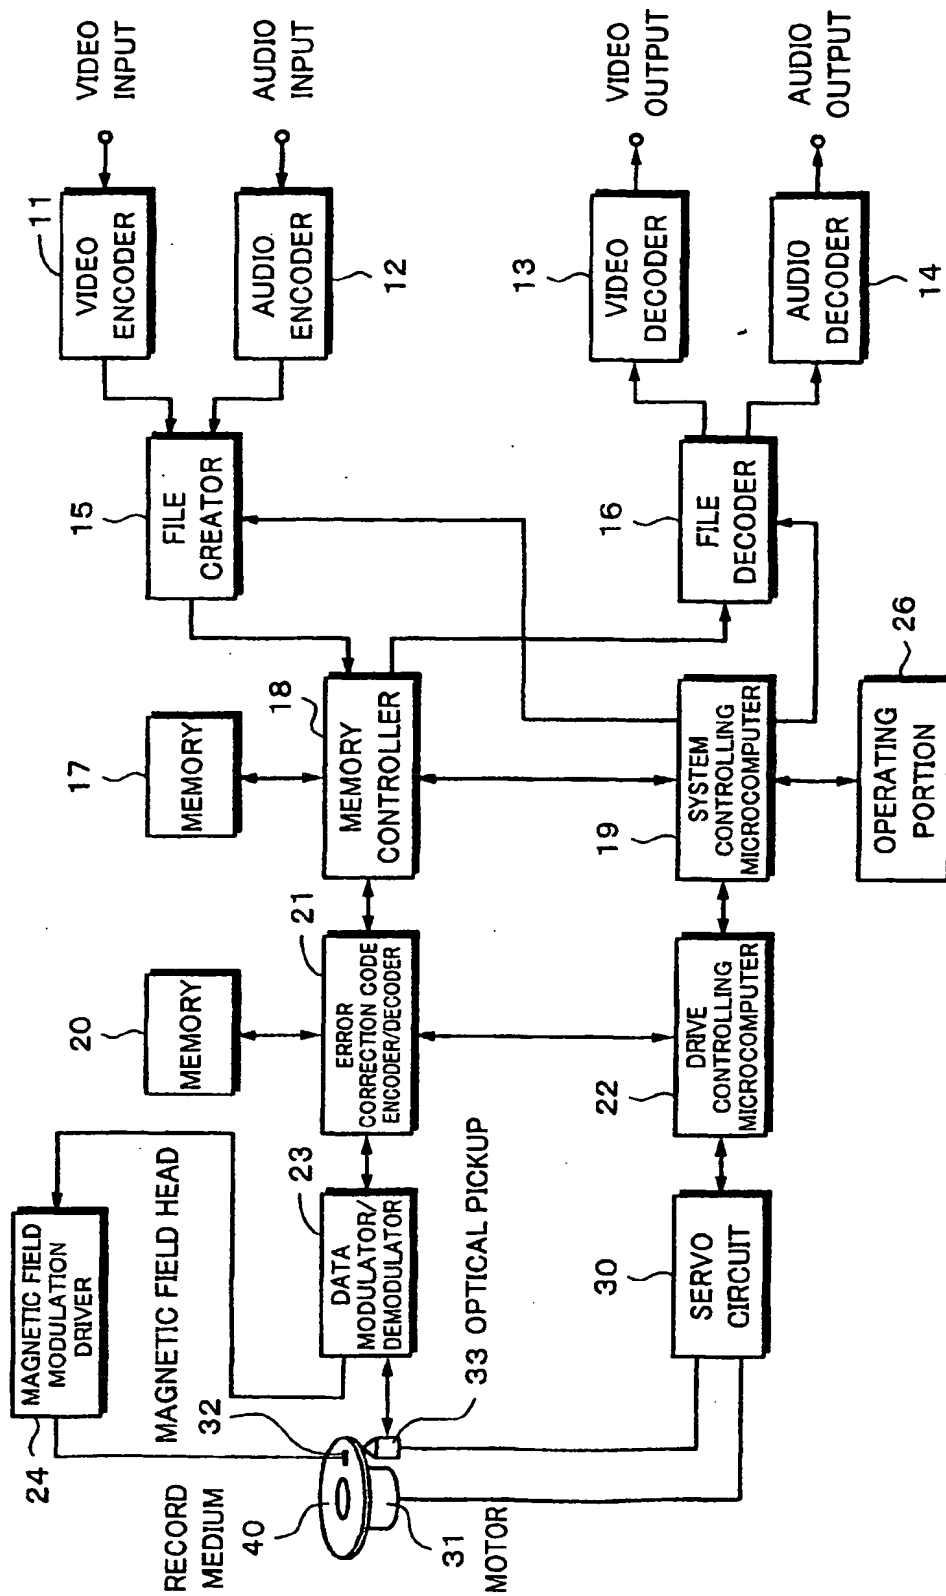 VIDEO
INPUT
AUDIO
INPUT
VIDEO
OUTPUT
AUDIO
OUTPUT
11
VIDEO
ENCODER
AUDIO
ENCODER
12
13
VIDEO
DECODER
AUDIO
DECODER
14
15
FILE
CREATOR
16
FILE
DECODER
17
MEMORY
18
MEMORY
CONTROLLER
19
SYSTEM
CONTROLLING
MICROCOMPUTER
26
OPERATING
PORTION
20
MEMORY
21
ERROR
CORRECTION CODE
ENCODER/DECODER
22
DRIVE
CONTROLLING
MICROCOMPUTER
MAGNETIC FIELD
MODULATION
DRIVER
24
MAGNETIC FIELD HEAD
32
23
DATA
MODULATOR/
DEMODULATOR
33 OPTICAL PICKUP
30
SERVO
CIRCUIT
RECORD
MEDIUM
40
31
MOTOR